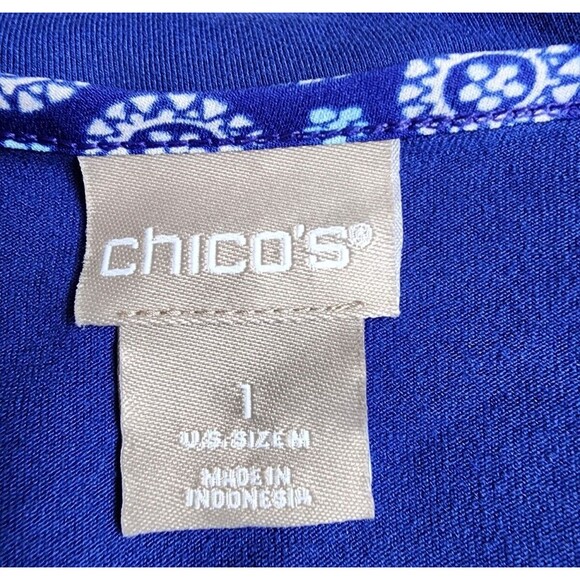 chico's®
1
U.S. SIZE M
MADE IN
INDONESIA